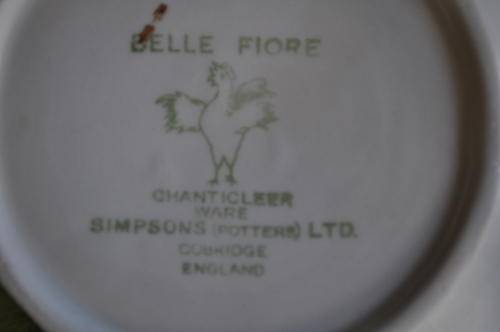 BELLE FIORE
CHANTICLEER
WARE
SIMPSONS (POTTERS) LTD.
COBRIDGE
ENGLAND